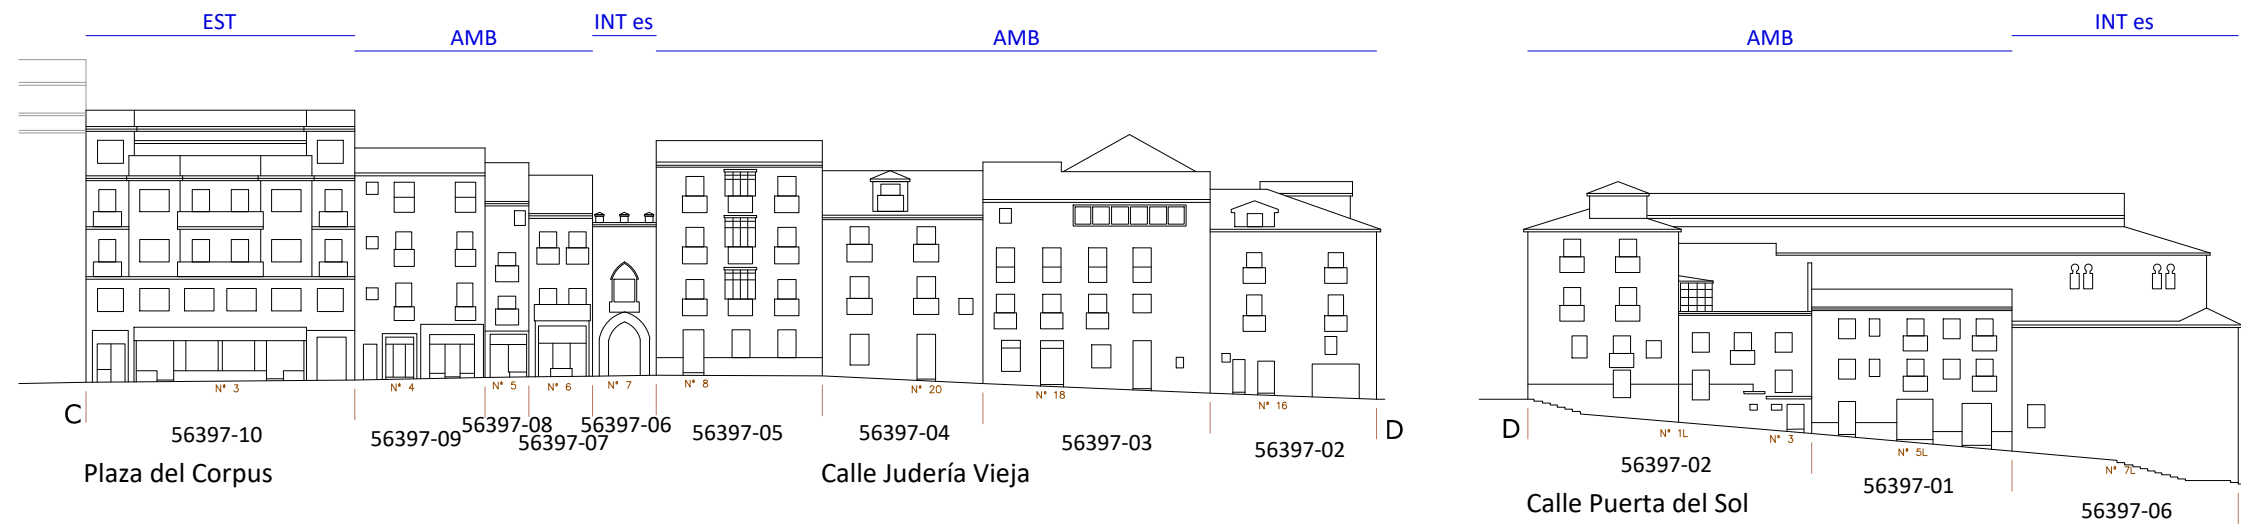 EST
AMB
INT es
AMB
AMB
INT es
N° 3
N° 4
N° 5
N° 6
N° 7
N° 8
N° 20
N° 18
N° 16
N° 1L
N° 3
N° 5L
N° 7L
C
D
D
56397-10
56397-09
56397-08
56397-07
56397-06
56397-05
56397-04
56397-03
56397-02
56397-02
56397-01
56397-06
Plaza del Corpus
Calle Judería Vieja
Calle Puerta del Sol